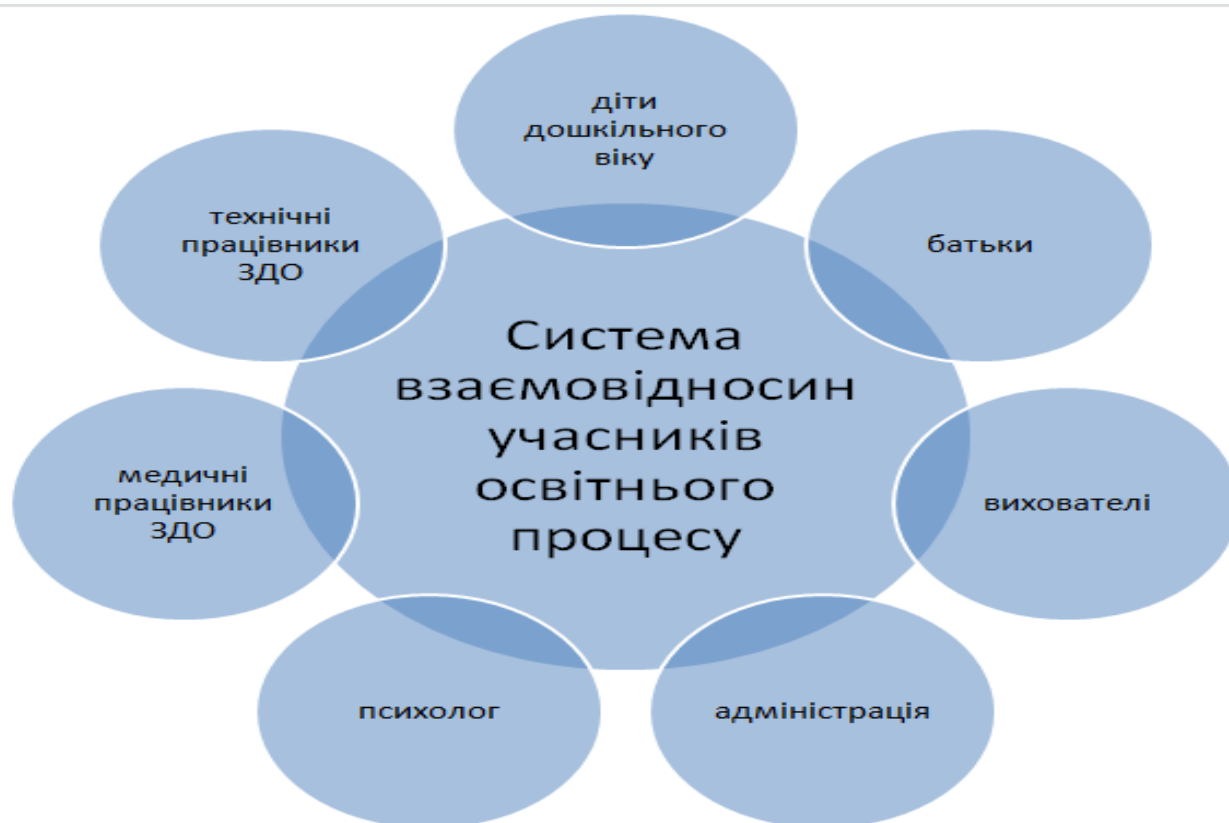 діти
дошкільного
віку
технічні
працівники
ЗДО
батьки
Система
взаємовідносин
учасників
освітнього
процесу
медичні
працівники
ЗДО
вихователі
психолог
адміністрація